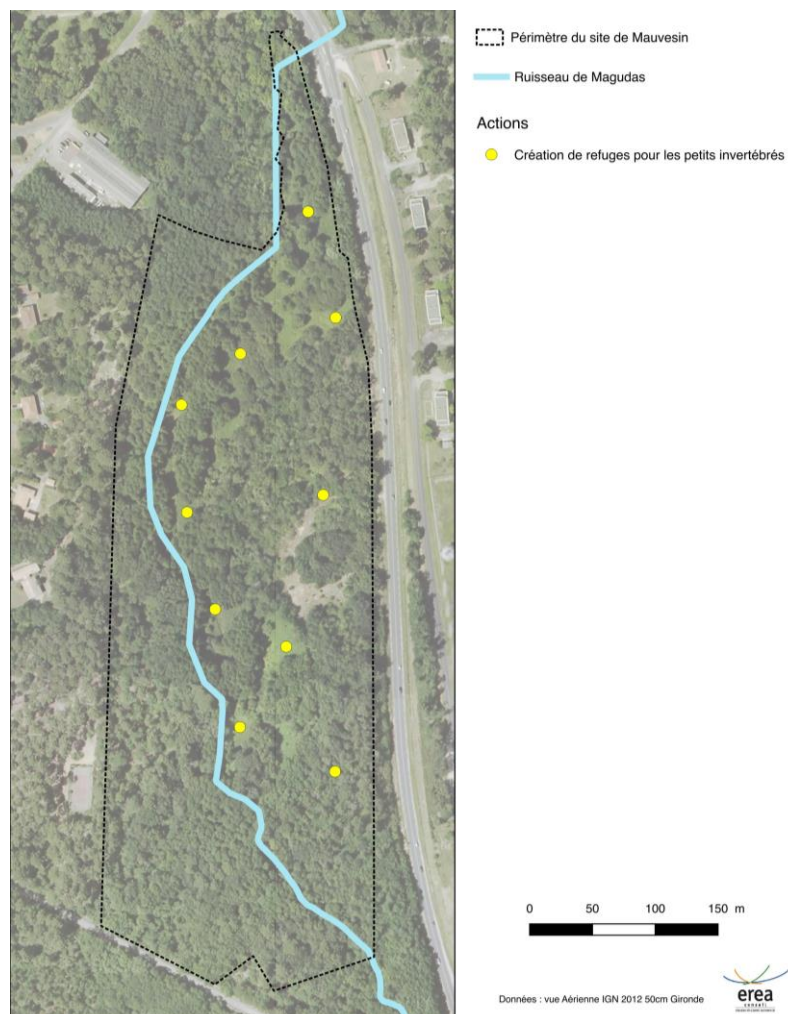 Périmètre du site de Mauvesin
Ruisseau de Magudas
Actions
Création de refuges pour les petits invertébrés
0 50 100 150 m
Données : vue Aérienne IGN 2012 50cm Gironde
erea
conseil